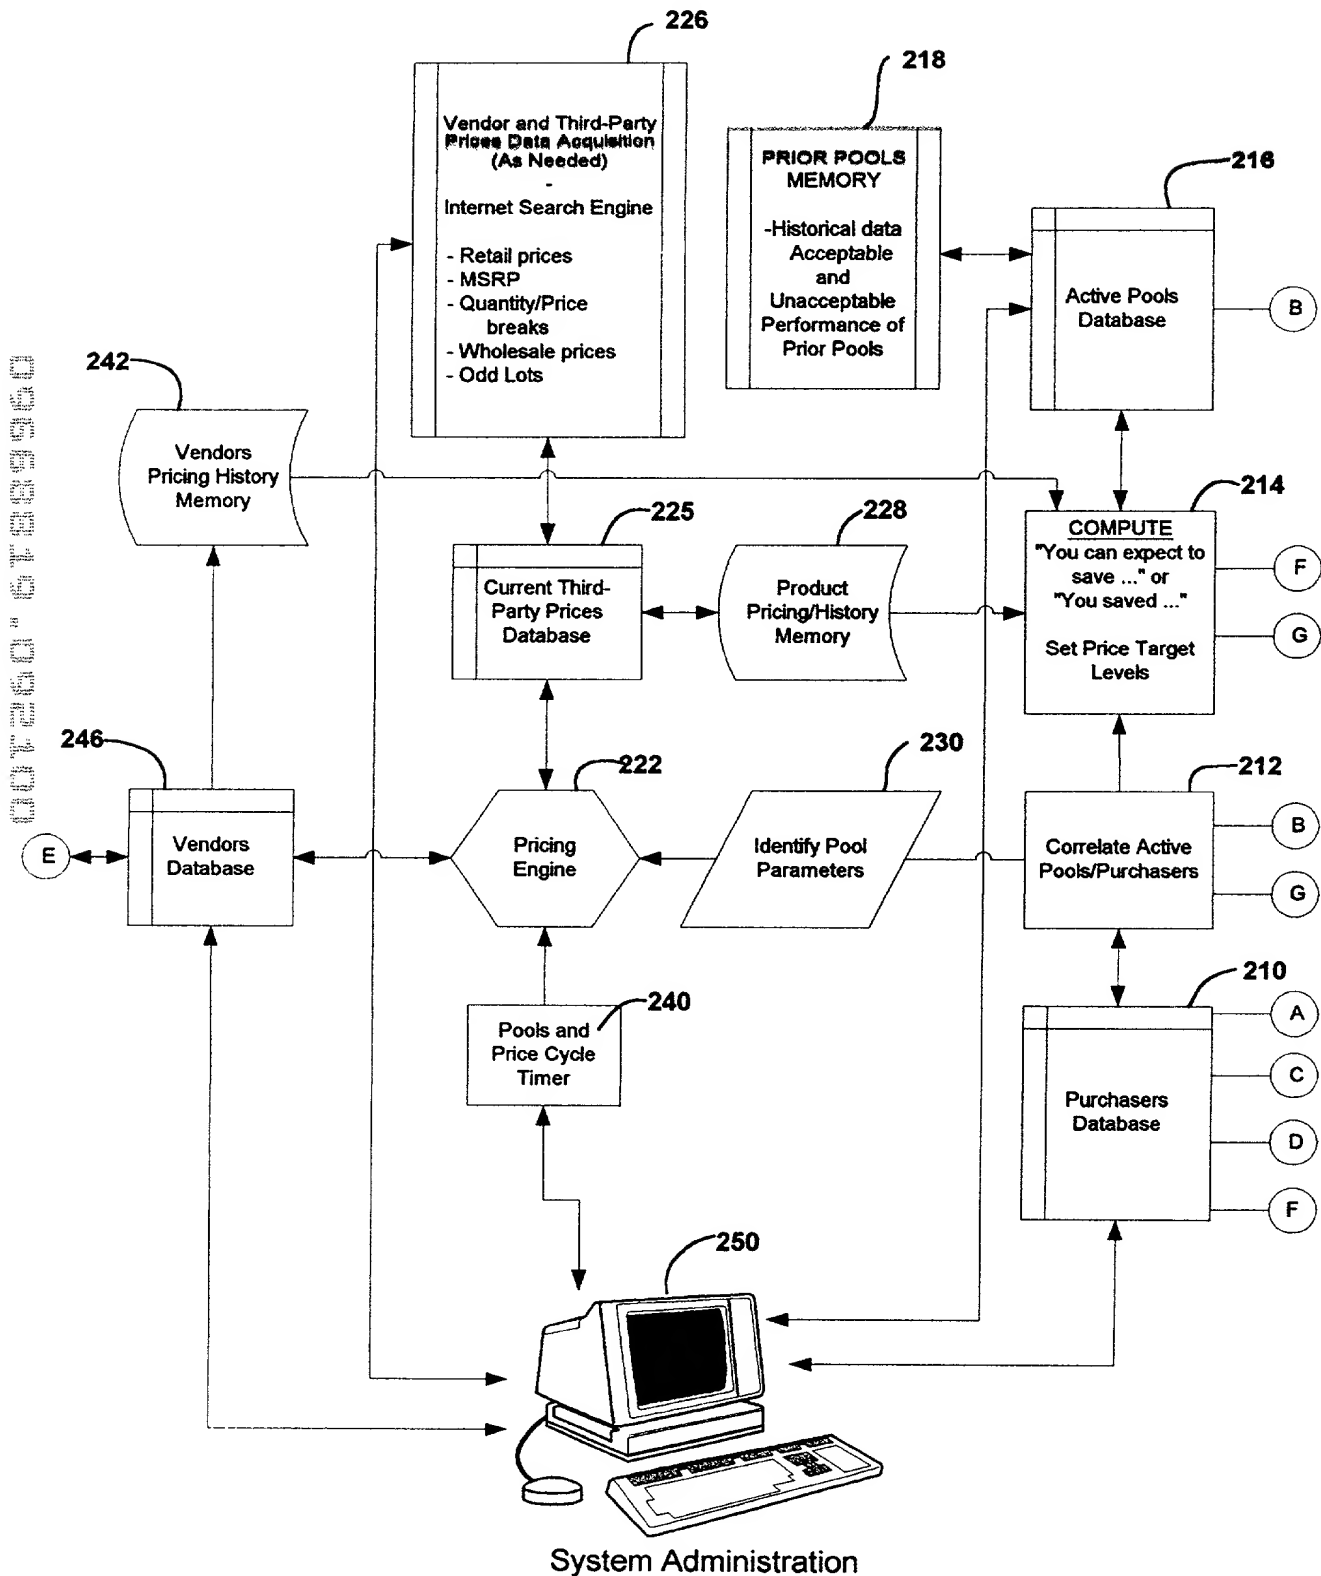 226
218
216
Vendor and Third-Party
Prices Data Acquisition
(As Needed)
-
Internet Search Engine
- Retail prices
- MSRP
- Quantity/Price
breaks
- Wholesale prices
- Odd Lots
PRIOR POOLS
MEMORY
-Historical data
Acceptable
and
Unacceptable
Performance of
Prior Pools
Active Pools
Database
B
242
Vendors
Pricing History
Memory
225
Current Third-
Party Prices
Database
228
Product
Pricing/History
Memory
214
COMPUTE
"You can expect to
save ..." or
"You saved ..."
Set Price Target
Levels
F
G
246
Vendors
Database
E
222
Pricing
Engine
230
Identify Pool
Parameters
212
Correlate Active
Pools/Purchasers
B
G
240
Pools and
Price Cycle
Timer
210
Purchasers
Database
A
C
D
F
250
System Administration